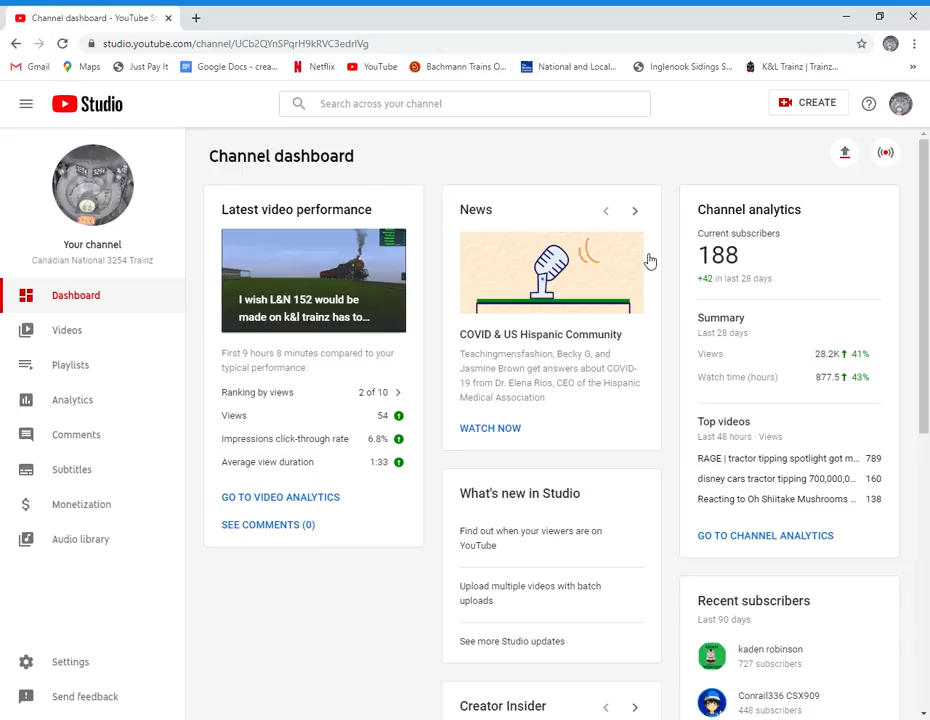 Channel dashboard - YouTube St
studio.youtube.com/channel/UCb2QYnSPqrH9kRVC3edrlVg
Gmail
Maps
Just Pay It
Google Docs - crea...
Netflix
YouTube
Bachmann Trains O...
National and Local...
Inglenook Sidings S...
K&L Trainz | Trainz...
»
Studio
Search across your channel
CREATE
Channel dashboard
Your channel
Canadian National 3254 Trainz
Dashboard
Videos
Playlists
Analytics
Comments
Subtitles
Monetization
Audio library
Settings
Send feedback
Latest video performance
I wish L&N 152 would be
made on k&l trainz has to...
First 9 hours 8 minutes compared to your
typical performance:
Ranking by views 2 of 10
Views 54
Impressions click-through rate 6.8%
Average view duration 1:33
GO TO VIDEO ANALYTICS
SEE COMMENTS (0)
News
COVID & US Hispanic Community
Teachingmensfashion, Becky G, and
Jasmine Brown get answers about COVID-
19 from Dr. Elena Rios, CEO of the Hispanic
Medical Association
WATCH NOW
What's new in Studio
Find out when your viewers are on
YouTube
Upload multiple videos with batch
uploads
See more Studio updates
Creator Insider
Channel analytics
Current subscribers
188
+42 in last 28 days
Summary
Last 28 days
Views 28.2K 41%
Watch time (hours) 877.5 43%
Top videos
Last 48 hours · Views
RAGE | tractor tipping spotlight got m... 789
disney cars tractor tipping 700,000,0... 160
Reacting to Oh Shiitake Mushrooms ... 138
GO TO CHANNEL ANALYTICS
Recent subscribers
Last 90 days
kaden robinson
727 subscribers
Conrail336 CSX909
448 subscribers